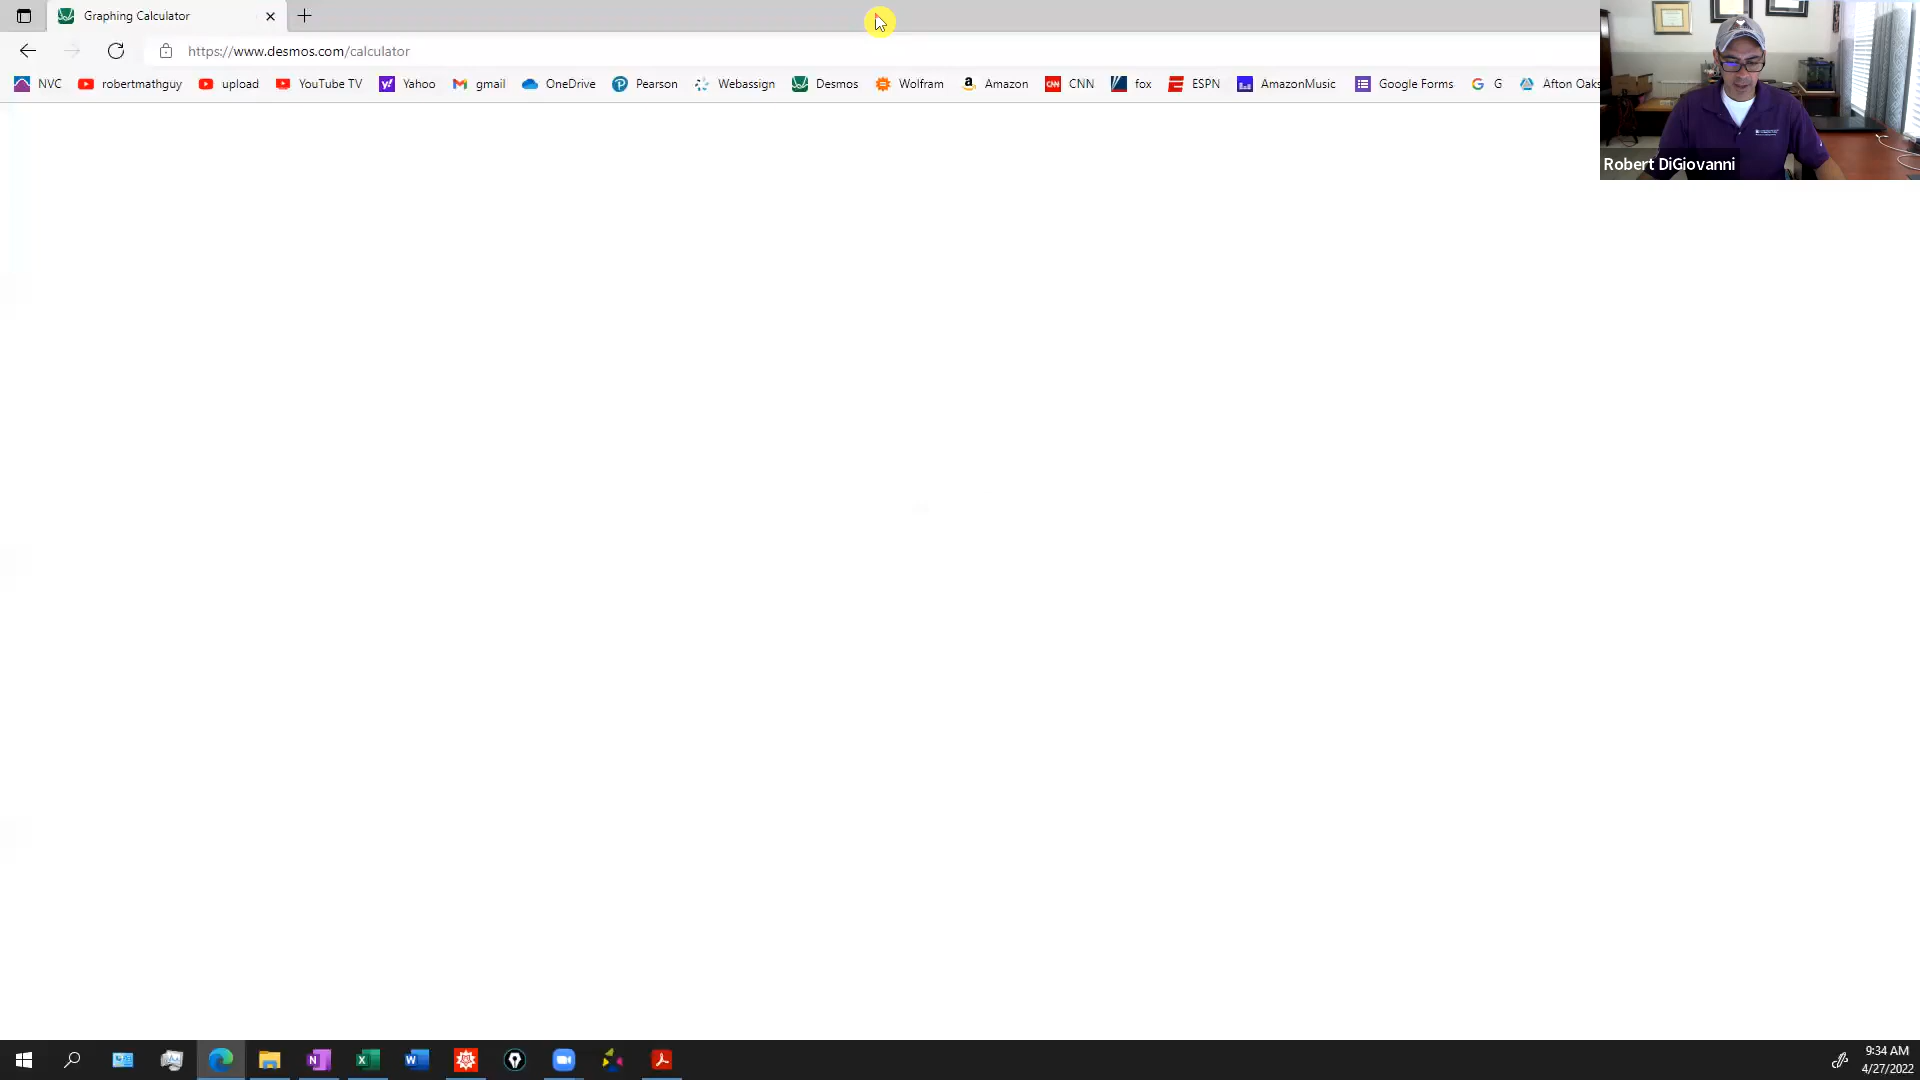 Graphing Calculator
https://www.desmos.com/calculator
NVC robertmathguy upload YouTube TV Yahoo gmail OneDrive Pearson Webassign Desmos Wolfram Amazon CNN fox ESPN AmazonMusic Google Forms G Afton Oaks
Robert DiGiovanni
9:34 AM
4/27/2022